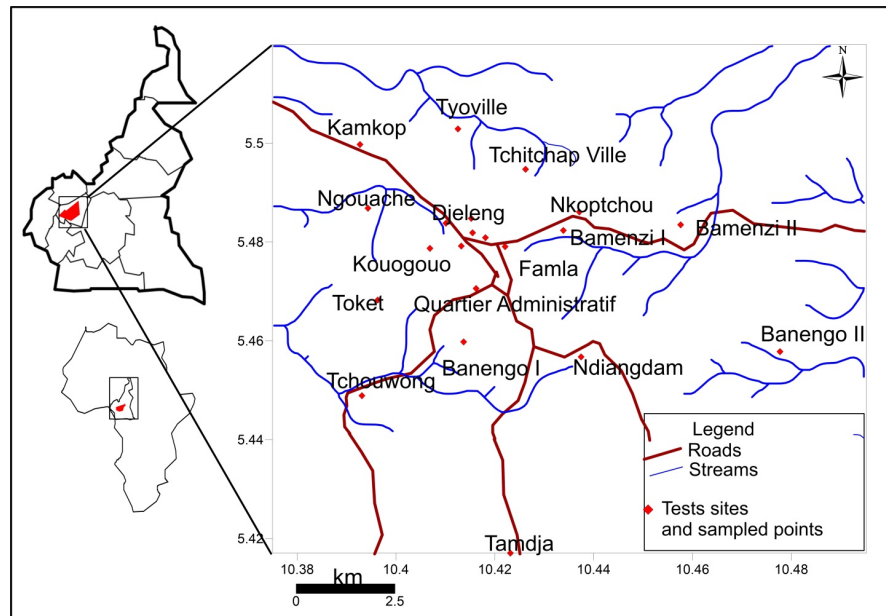 N
Tyoville
Kamkop
5.5
Tchitchap Ville
Ngouache
Nkoptchou
Djeleng
Bamenzi II
Bamenzi I
5.48
Kouogouo
Famla
Toket
Quartier Administratif
5.46
Banengo II
Banengo I
Ndiangdam
Tchouwong
5.44
Legend
Roads
Streams
Tests sites
and sampled points
5.42
Tamdja
10.38
10.4
10.42
10.44
10.46
10.48
km
0
2.5